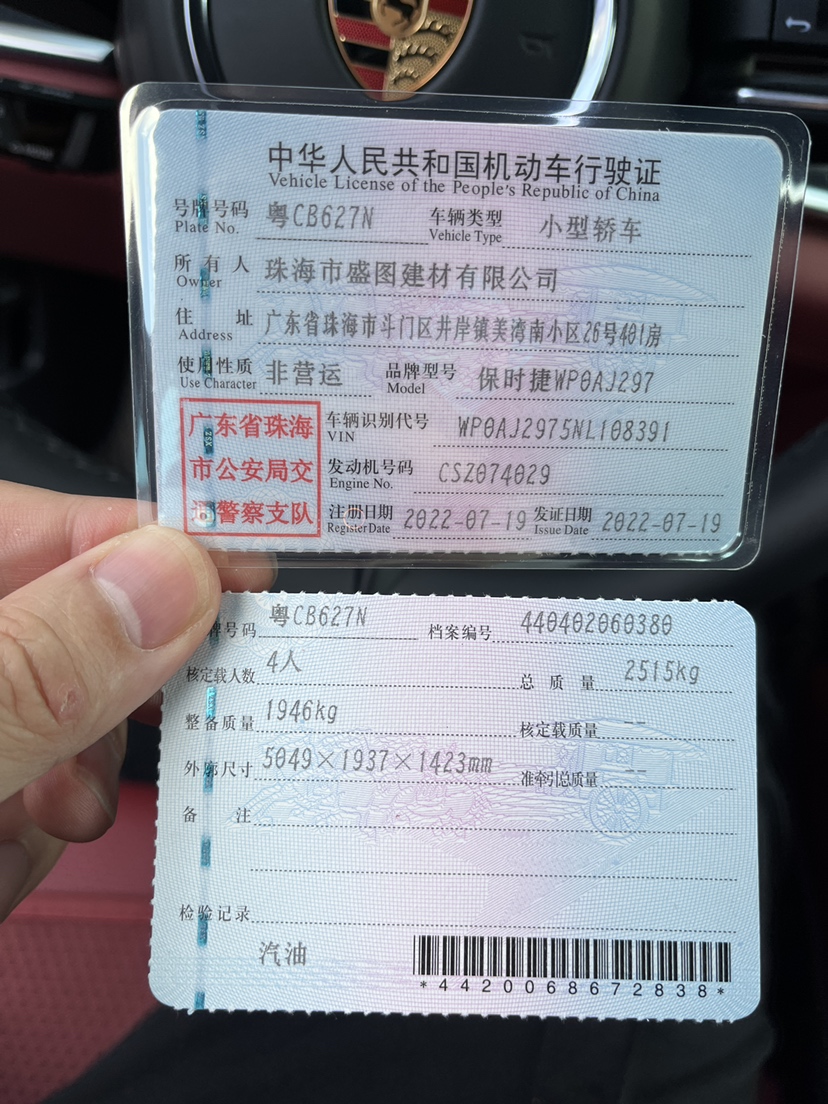 中华人民共和国机动车行驶证
Vehicle License of the People's Republic of China
号牌号码 粤CB627N 车辆类型 小型轿车
Plate No. Vehicle Type
所有人 珠海市盛图建材有限公司
Owner
住址 广东省珠海市斗门区井岸镇美湾南小区26号401房
Address
使用性质 非营运 品牌型号 保时捷WP0AJ297
Use Character Model
广东省珠海
市公安局交
通警察支队
车辆识别代号 WP0AJ2975NL108391
VIN
发动机号码 CSZ074029
Engine No.
注册日期 2022-07-19 发证日期 2022-07-19
Register Date Issue Date
牌号码 粤CB627N 档案编号 440402060380
核定载人数 4人 总质量 2515kg
整备质量 1946kg 核定载质量 --
外廓尺寸 5049×1937×1423mm 准牵引总质量 --
备注
检验记录
汽油
*4420068672838*